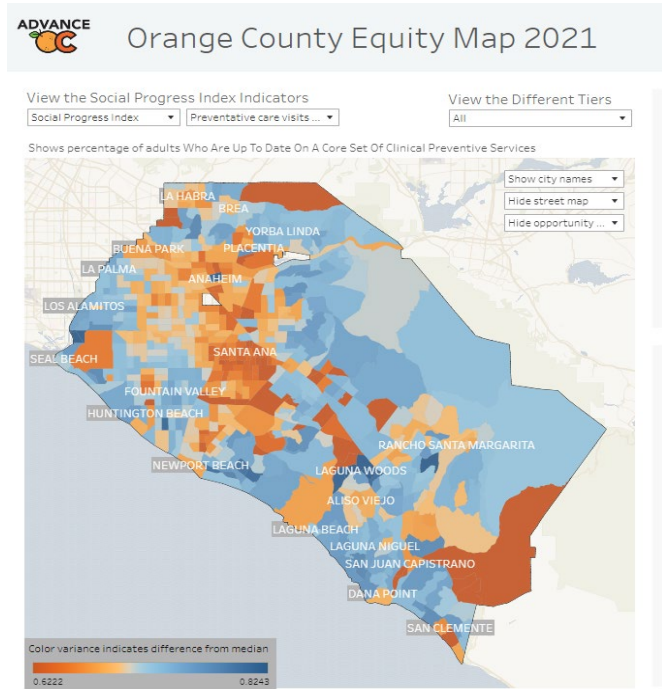 ADVANCE
OC
Orange County Equity Map 2021
View the Social Progress Index Indicators
View the Different Tiers
Social Progress Index
Preventative care visits ...
All
Shows percentage of adults Who Are Up To Date On A Core Set Of Clinical Preventive Services
Show city names
Hide street map
Hide opportunity ...
LA HABRA
BREA
YORBA LINDA
BUENA PARK
PLACENTIA
LA PALMA
ANAHEIM
LOS ALAMITOS
SANTA ANA
SEAL BEACH
FOUNTAIN VALLEY
HUNTINGTON BEACH
RANCHO SANTA MARGARITA
NEWPORT BEACH
LAGUNA WOODS
ALISO VIEJO
LAGUNA BEACH
LAGUNA NIGUEL
SAN JUAN CAPISTRANO
DANA POINT
SAN CLEMENTE
Color variance indicates difference from median
0.6222
0.8243